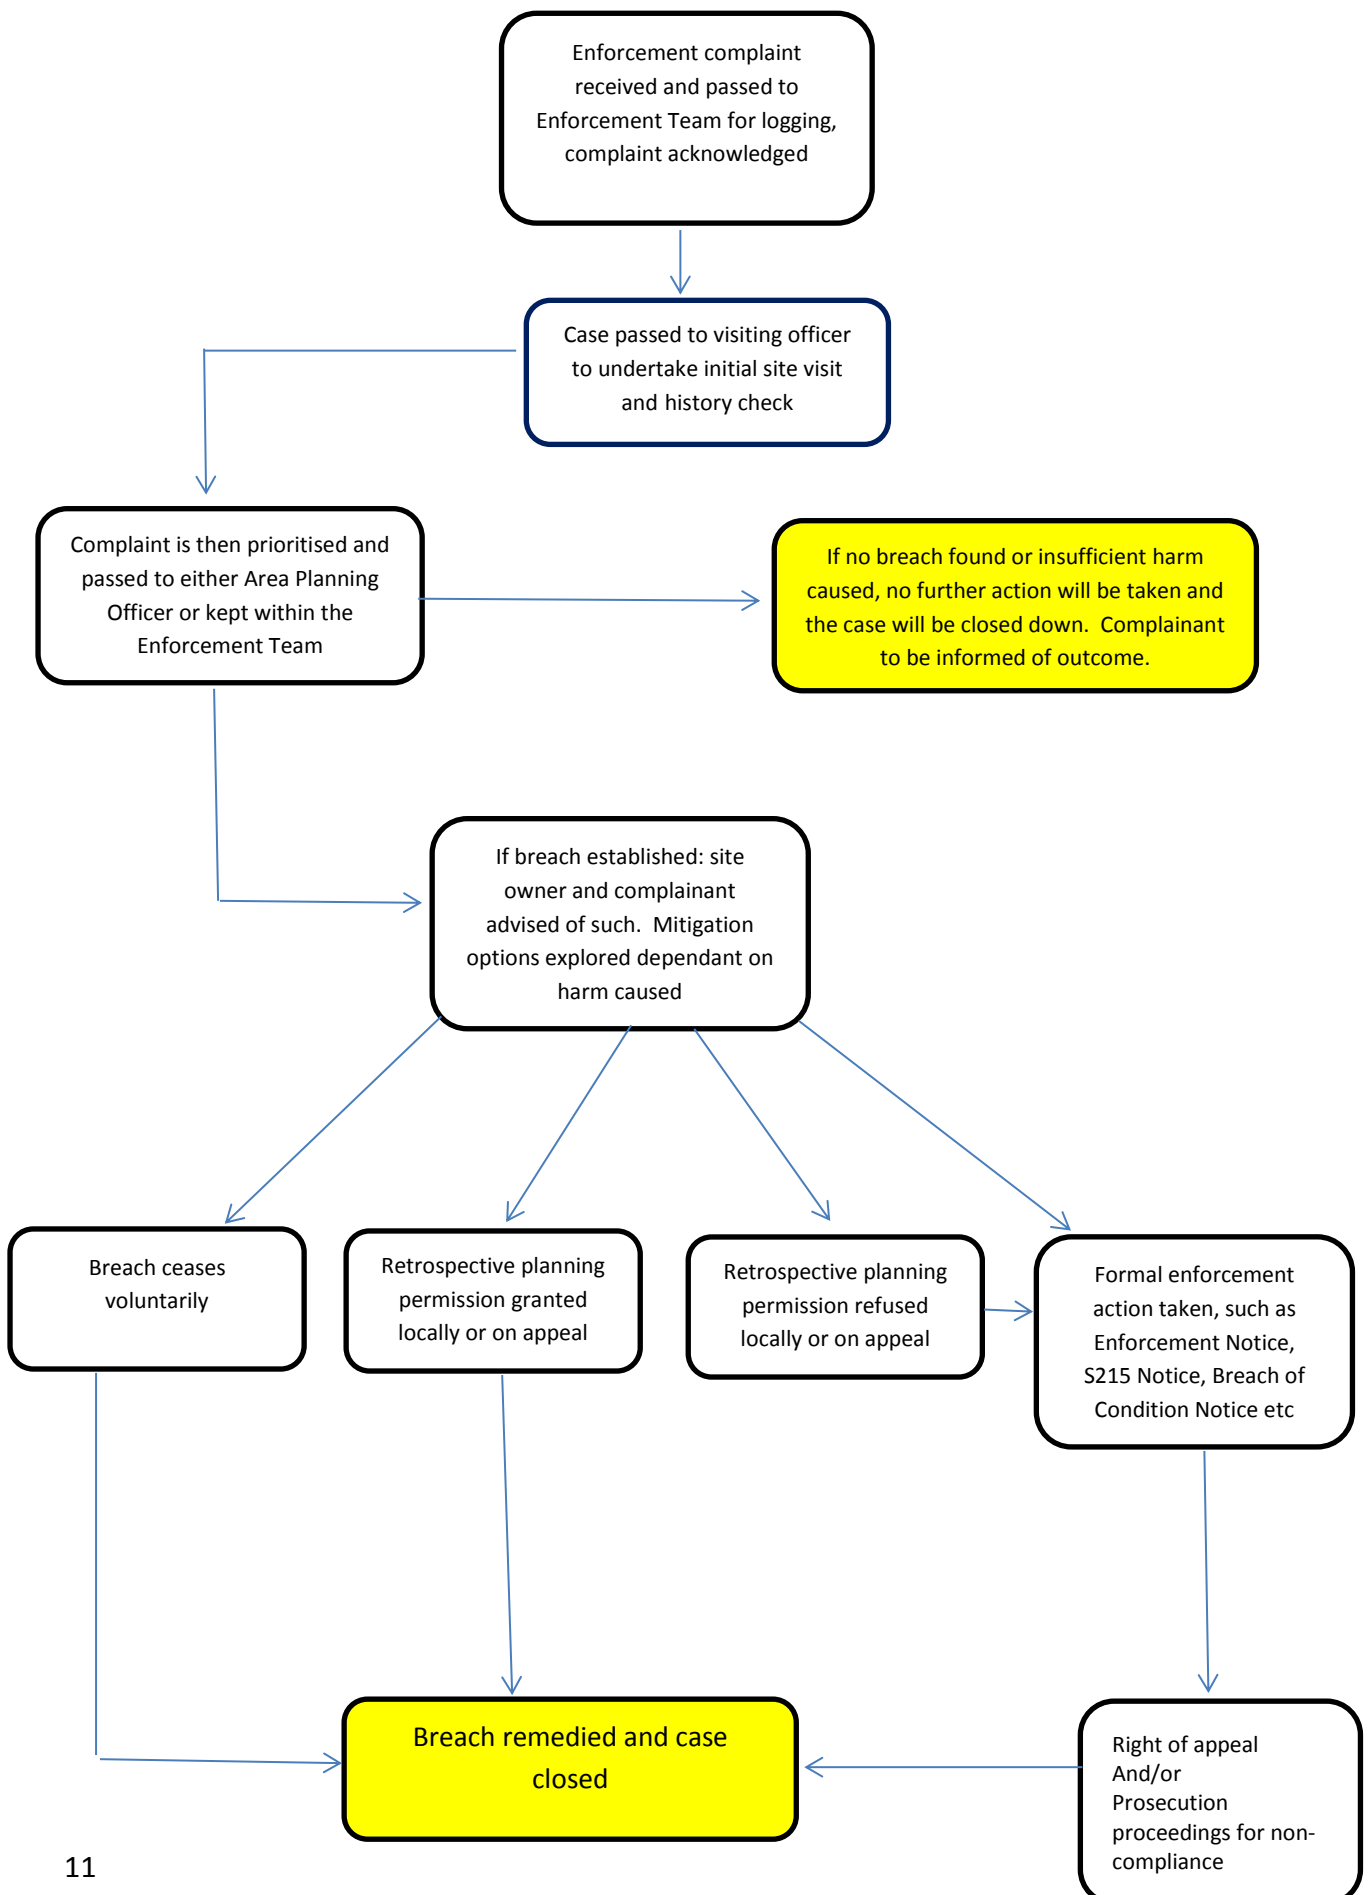 Enforcement complaint
received and passed to
Enforcement Team for logging,
complaint acknowledged
Case passed to visiting officer
to undertake initial site visit
and history check
Complaint is then prioritised and
passed to either Area Planning
Officer or kept within the
Enforcement Team
If no breach found or insufficient harm
caused, no further action will be taken and
the case will be closed down.  Complainant
to be informed of outcome.
If breach established: site
owner and complainant
advised of such.  Mitigation
options explored dependant on
harm caused
Breach ceases
voluntarily
Retrospective planning
permission granted
locally or on appeal
Retrospective planning
permission refused
locally or on appeal
Formal enforcement
action taken, such as
Enforcement Notice,
S215 Notice, Breach of
Condition Notice etc
Breach remedied and case
closed
Right of appeal
And/or
Prosecution
proceedings for non-
compliance
11